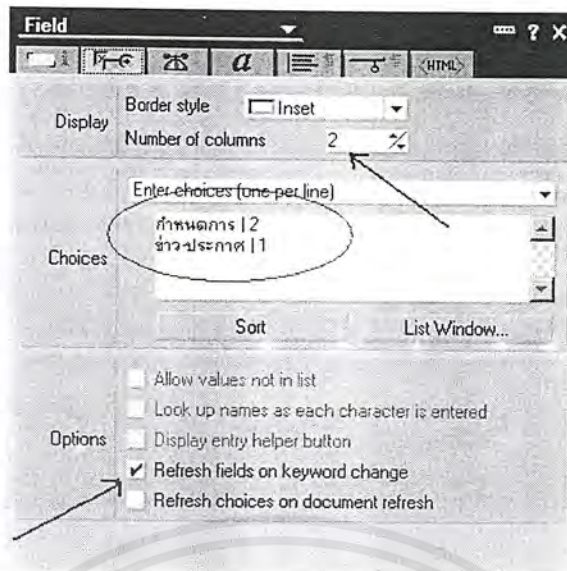 Field
? X
a <HTML>
Display
Border style Inset
Number of columns 2
Enter choices (one per line)
Choices
กำหนดการ | 2
ข่าวประกาศ | 1
Sort List Window...
Options
Allow values not in list
Look up names as each character is entered
Display entry helper button
Refresh fields on keyword change
Refresh choices on document refresh